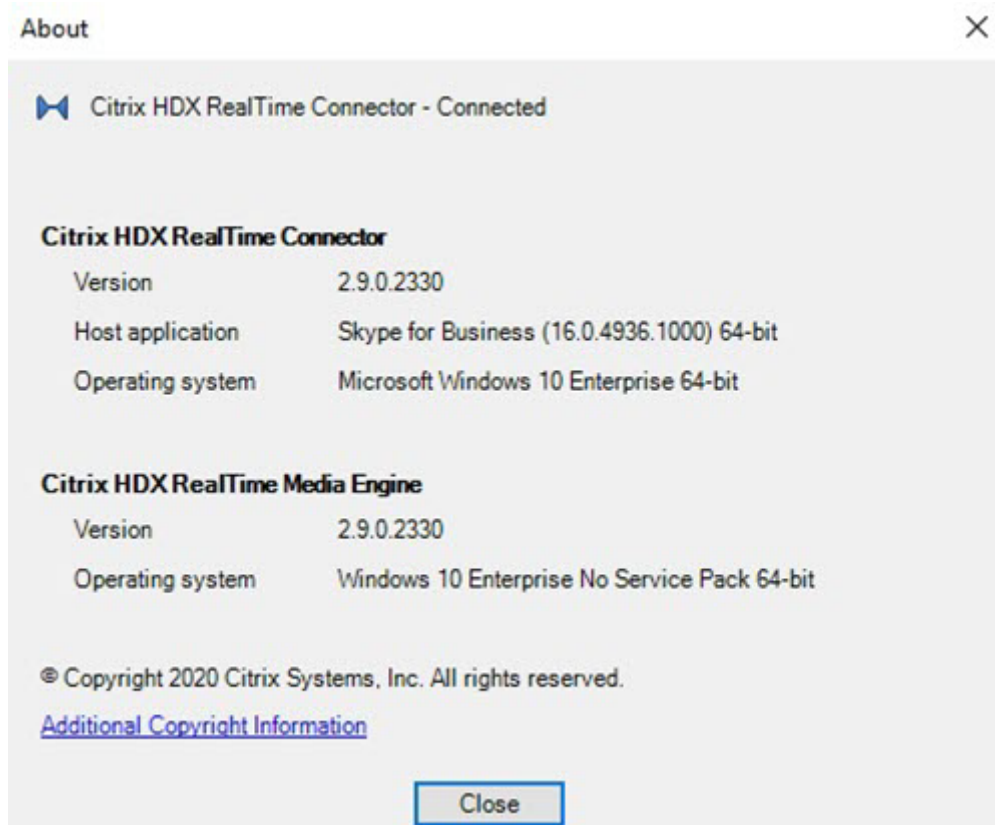 About
Citrix HDX RealTime Connector - Connected
Citrix HDX RealTime Connector
Version 2.9.0.2330
Host application Skype for Business (16.0.4936.1000) 64-bit
Operating system Microsoft Windows 10 Enterprise 64-bit
Citrix HDX RealTime Media Engine
Version 2.9.0.2330
Operating system Windows 10 Enterprise No Service Pack 64-bit
© Copyright 2020 Citrix Systems, Inc. All rights reserved.
Additional Copyright Information
Close